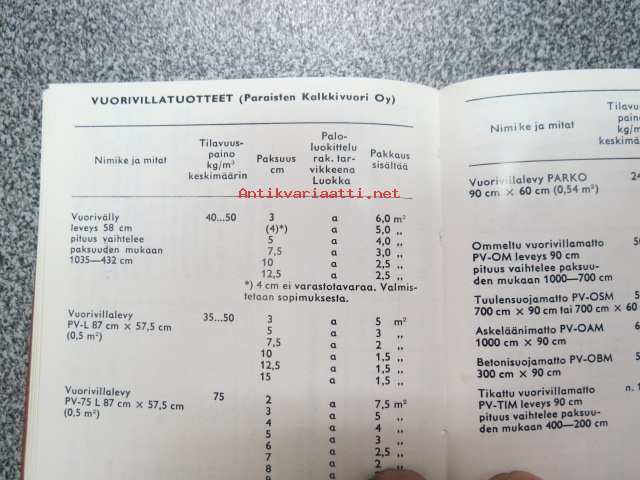 VUORIVILLATUOTTEET (Paraisten Kalkkivuori Oy)
Nimike ja mitat
Tilavuus-
paino
kg/m³
keskimäärin
Paksuus
cm
Palo-
luokittelu
rak. tar-
vikkeena
Luokka
Pakkaus
sisältää
Antikvariaatti.net
Vuorivälly
leveys 58 cm
pituus vaihtelee
paksuuden mukaan
1035—432 cm
40...50
3 a 6,0 m²
(4)*) a 5,0 „
5 a 4,0 „
7,5 a 3,0 „
10 a 2,5 „
12,5 a 2,5 „
*) 4 cm ei varastotavaraa. Valmis-
tetaan sopimuksesta.
Vuorivillalevy
PV-L 87 cm × 57,5 cm
(0,5 m²)
35...50
3 a 5 m²
5 a 3 „
7,5 a 2 „
10 a 1,5 „
12,5 a 1,5 „
15 a 1,5 „
Vuorivillalevy
PV-75 L 87 cm × 57,5 cm
(0,5 m²)
75
2 a 7,5 m²
3 a 5 „
4 a 4 „
5 a 3 „
6 a 2,5 „
7 a 2 „
8 a 2
Nimike ja mitat
Vuorivillalevy PARKO
90 cm × 60 cm (0,54 m²)
Ommeltu vuorivillamatto
PV-OM leveys 90 cm
pituus vaihtelee paksuu-
den mukaan 1000—700 cm
Tuulensuojamatto PV-OSM
700 cm × 90 cm tai 700 cm × 60
Askeläänimatto PV-OAM
1000 cm × 90 cm
Betonisuojamatto PV-OBM
300 cm × 90 cm
Tikattu vuorivillamatto
PV-TIM leveys 90 cm
pituus vaihtelee paksuu-
den mukaan 400—200 cm